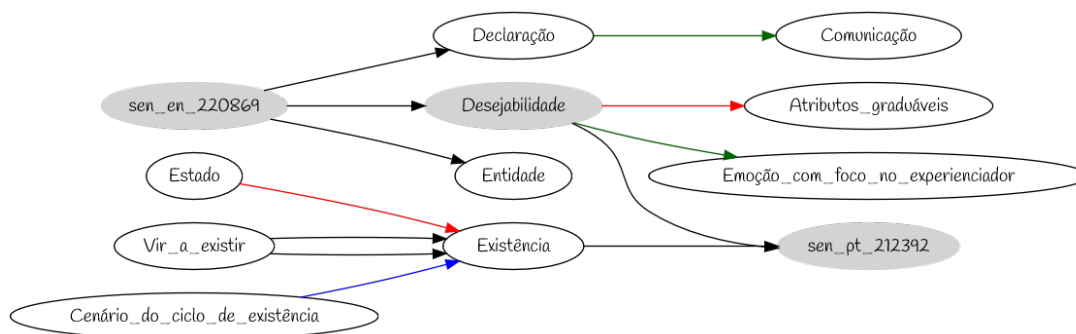 Declaração
Comunicação
sen_en_220869
Desejabilidade
Atributos_graduáveis
Estado
Entidade
Emoção_com_foco_no_experienciador
Vir_a_existir
Existência
sen_pt_212392
Cenário_do_ciclo_de_existência